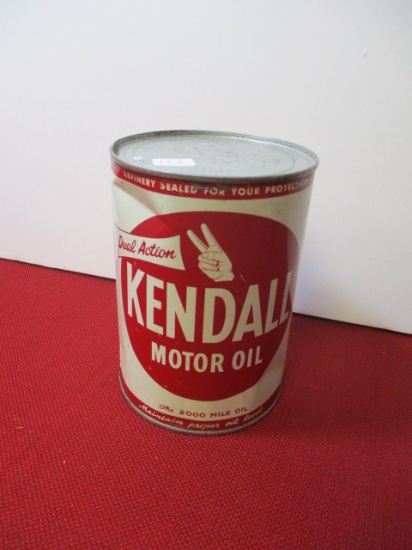 REFINERY SEALED FOR YOUR PROTECTION
Dual Action
KENDALL
MOTOR OIL
The 2000 MILE OIL
Maintain proper oil level